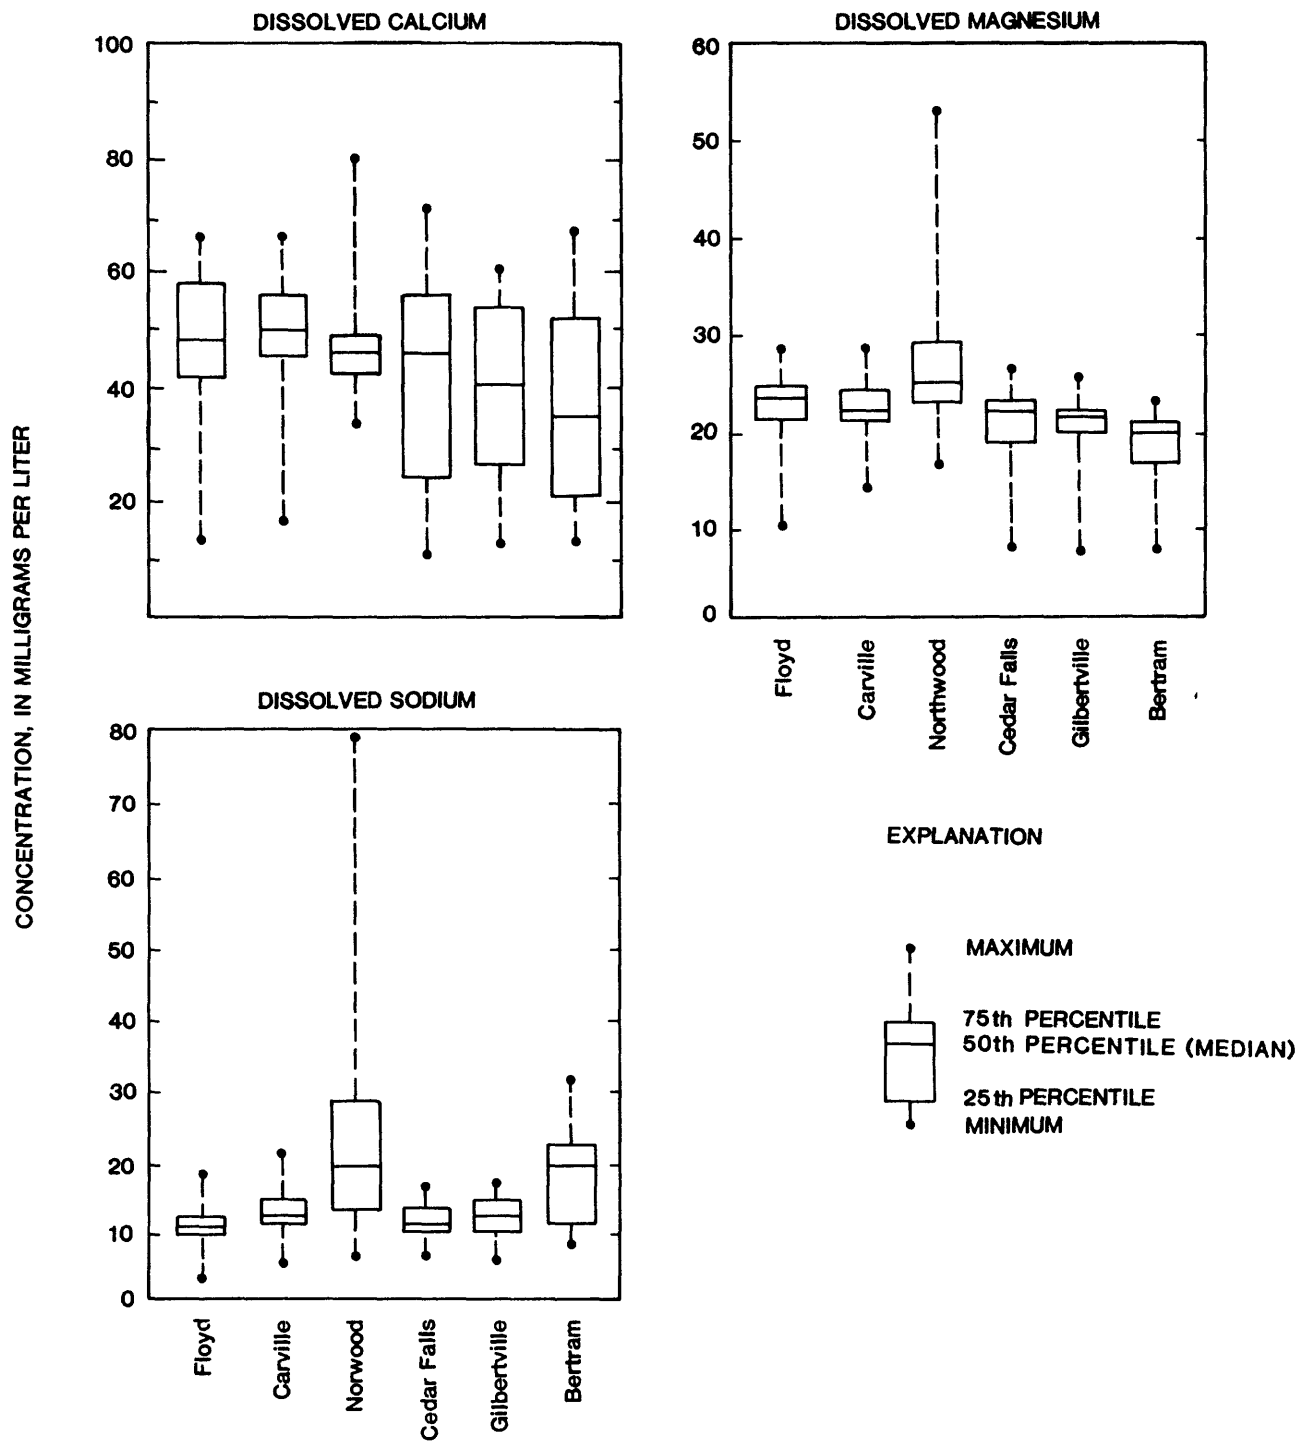 DISSOLVED CALCIUM
100
80
60
40
20
DISSOLVED MAGNESIUM
60
50
40
30
20
10
0
Floyd
Carville
Northwood
Cedar Falls
Gilbertville
Bertram
CONCENTRATION, IN MILLIGRAMS PER LITER
DISSOLVED SODIUM
80
70
60
50
40
30
20
10
0
Floyd
Carville
Norwood
Cedar Falls
Gilbertville
Bertram
EXPLANATION
MAXIMUM
75th PERCENTILE
50th PERCENTILE (MEDIAN)
25th PERCENTILE
MINIMUM